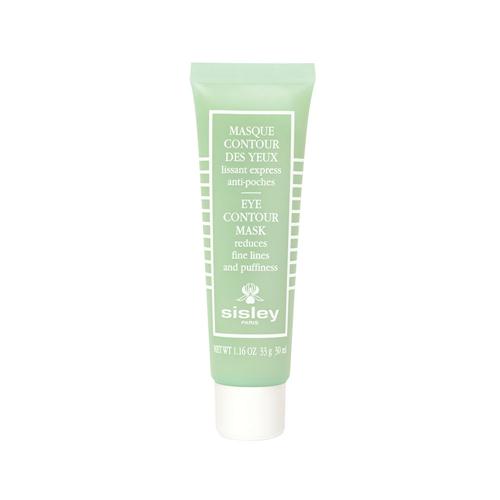 MASQUE
CONTOUR
DES YEUX
lissant express
anti-poches
EYE
CONTOUR
MASK
reduces
fine lines
and puffiness
sisley
PARIS
NET WT 1.16 OZ 33 g 30 ml